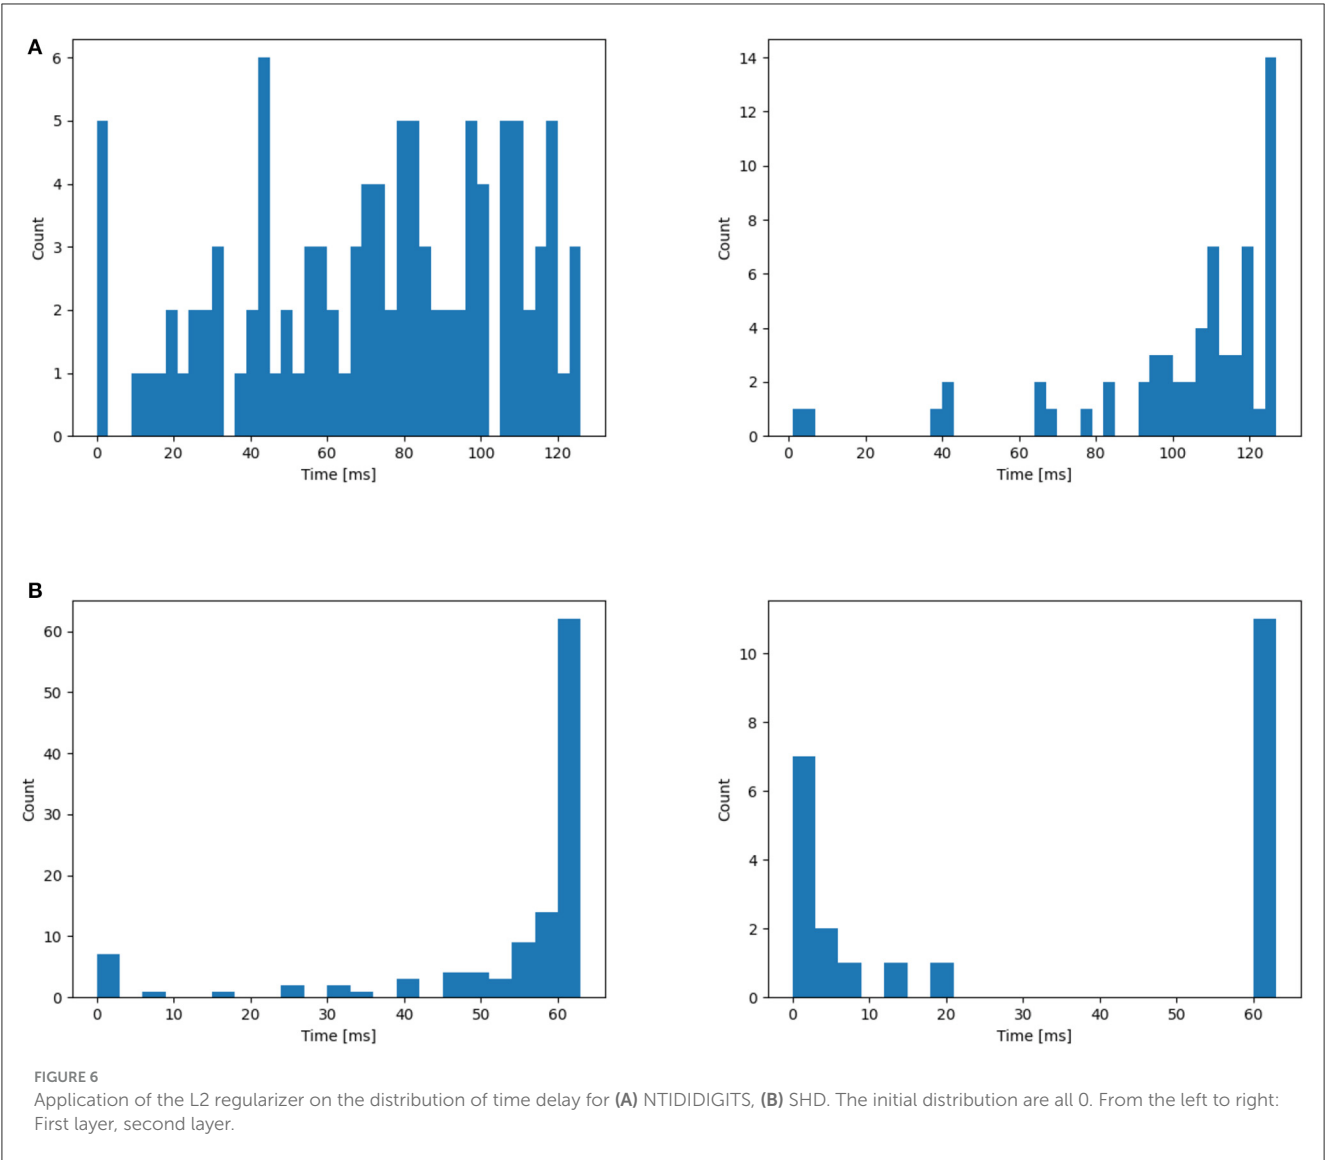 A
6
5
4
3
2
1
0
Count
0 20 40 60 80 100 120
Time [ms]
14
12
10
8
6
4
2
0
Count
0 20 40 60 80 100 120
Time [ms]
B
60
50
40
30
20
10
0
Count
0 10 20 30 40 50 60
Time [ms]
10
8
6
4
2
0
Count
0 10 20 30 40 50 60
Time [ms]
FIGURE 6
Application of the L2 regularizer on the distribution of time delay for (A) NTIDIDIGITS, (B) SHD. The initial distribution are all 0. From the left to right:
First layer, second layer.